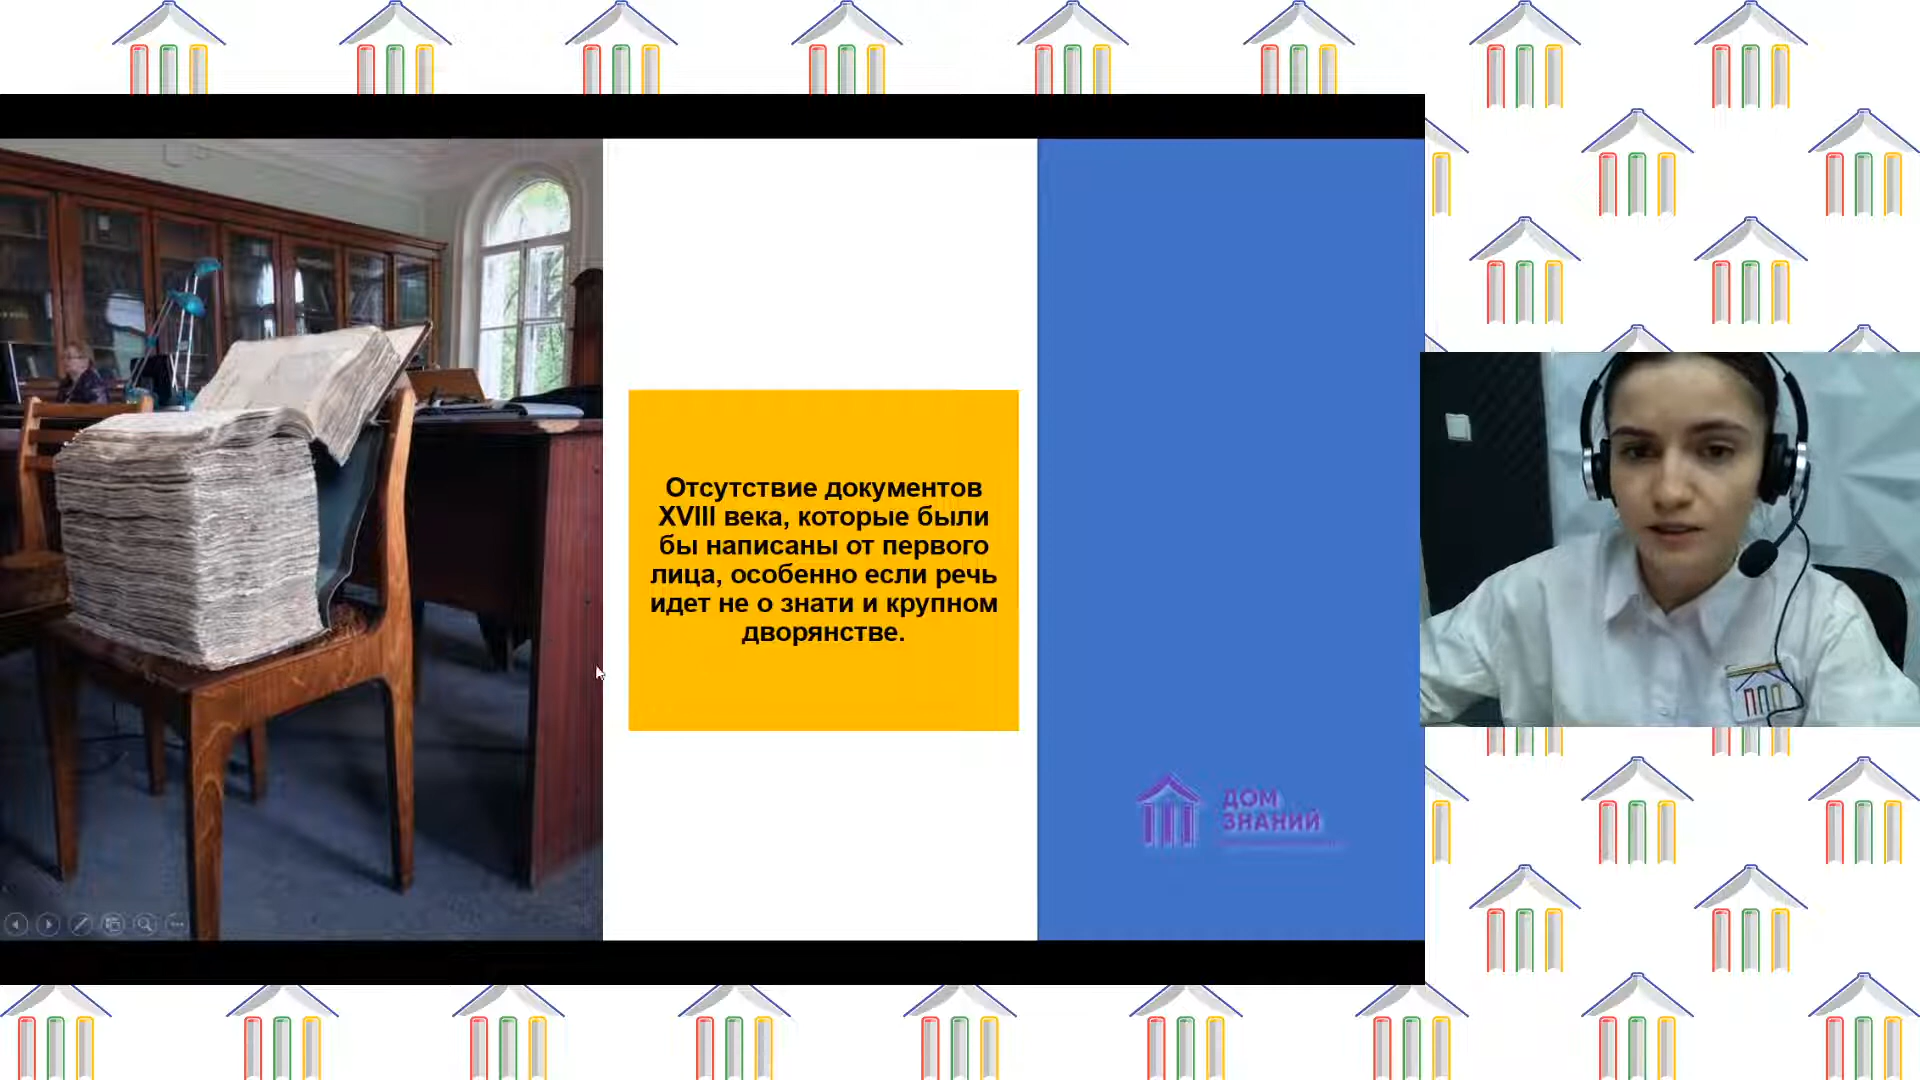 Отсутствие документов
XVIII века, которые были
бы написаны от первого
лица, особенно если речь
идет не о знати и крупном
дворянстве.
ДОМ
ЗНАНИЙ